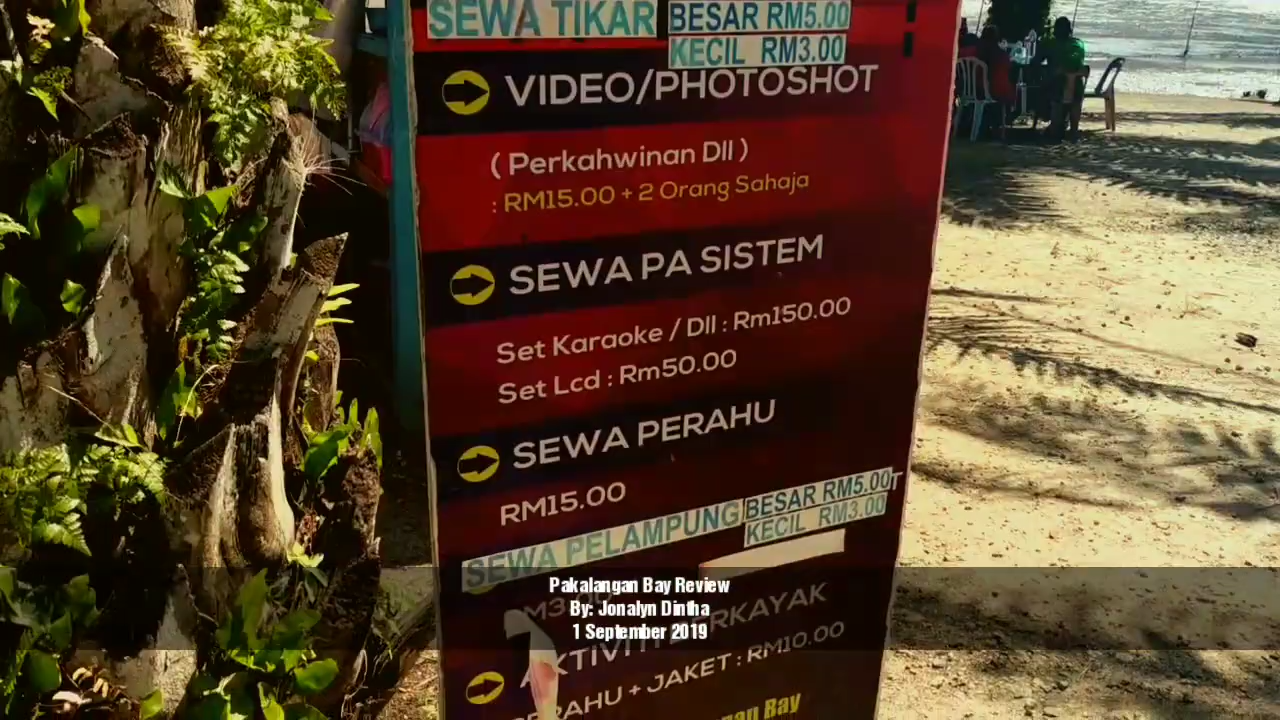 SEWA TIKAR BESAR RM5.00
KECIL RM3.00
VIDEO/PHOTOSHOT
( Perkahwinan Dll )
: RM15.00 + 2 Orang Sahaja
SEWA PA SISTEM
Set Karaoke / Dll : Rm150.00
Set Lcd : Rm50.00
SEWA PERAHU
RM15.00
SEWA PELAMPUNG BESAR RM5.00
KECIL RM3.00
Pakalangan Bay Review
By: Jonalyn Dintha
1 September 2019
+ JAKET : RM10.00
Bay